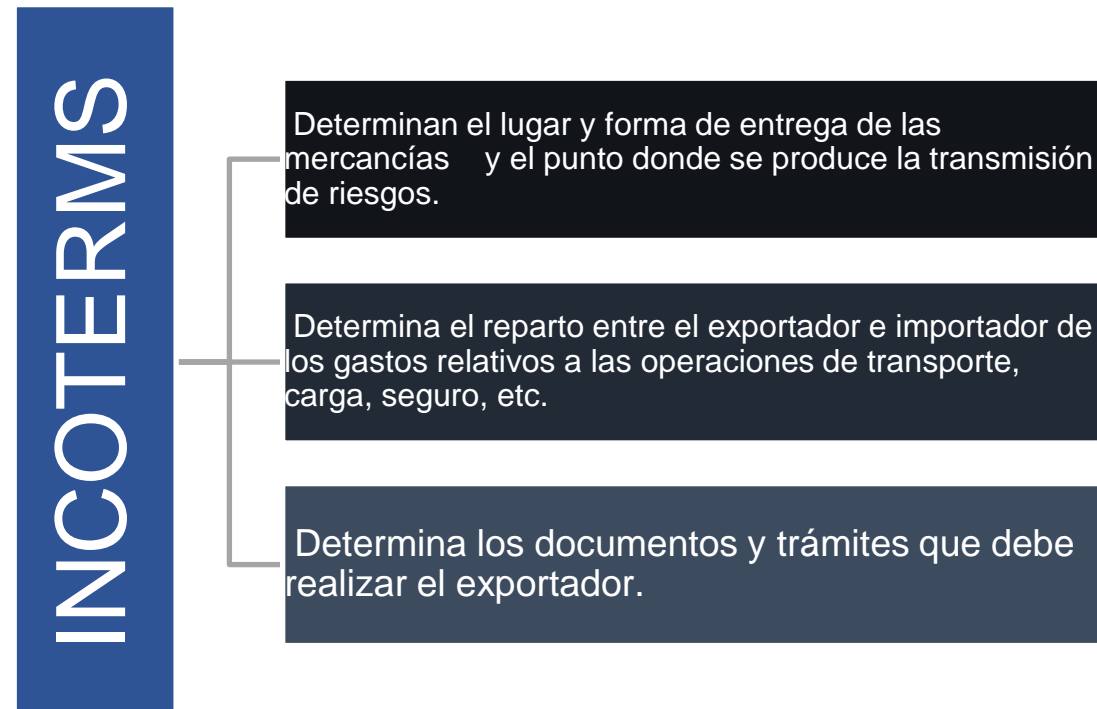 INCOTERMS
Determinan el lugar y forma de entrega de las
mercancías    y el punto donde se produce la transmisión
de riesgos.
Determina el reparto entre el exportador e importador de
los gastos relativos a las operaciones de transporte,
carga, seguro, etc.
Determina los documentos y trámites que debe
realizar el exportador.